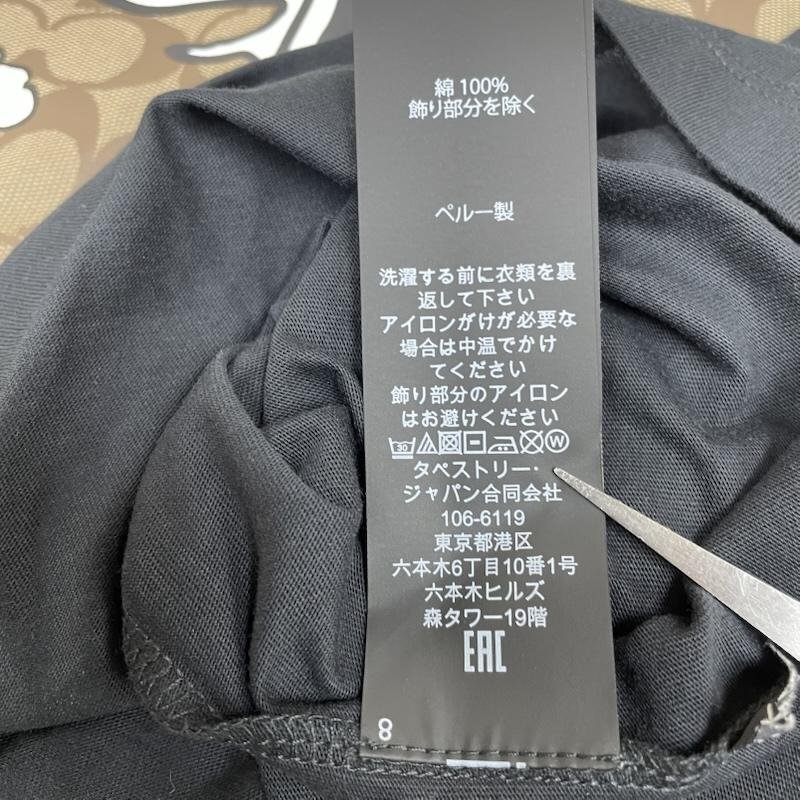 綿 100%
飾り部分を除く
ペルー製
洗濯する前に衣類を裏
返して下さい
アイロンがけが必要な
場合は中温でかけ
てください
飾り部分のアイロン
はお避けください
30 W
タペストリー·
ジャパン合同会社
106-6119
東京都港区
六本木6丁目10番1号
六本木ヒルズ
森タワー19階
EAC
8